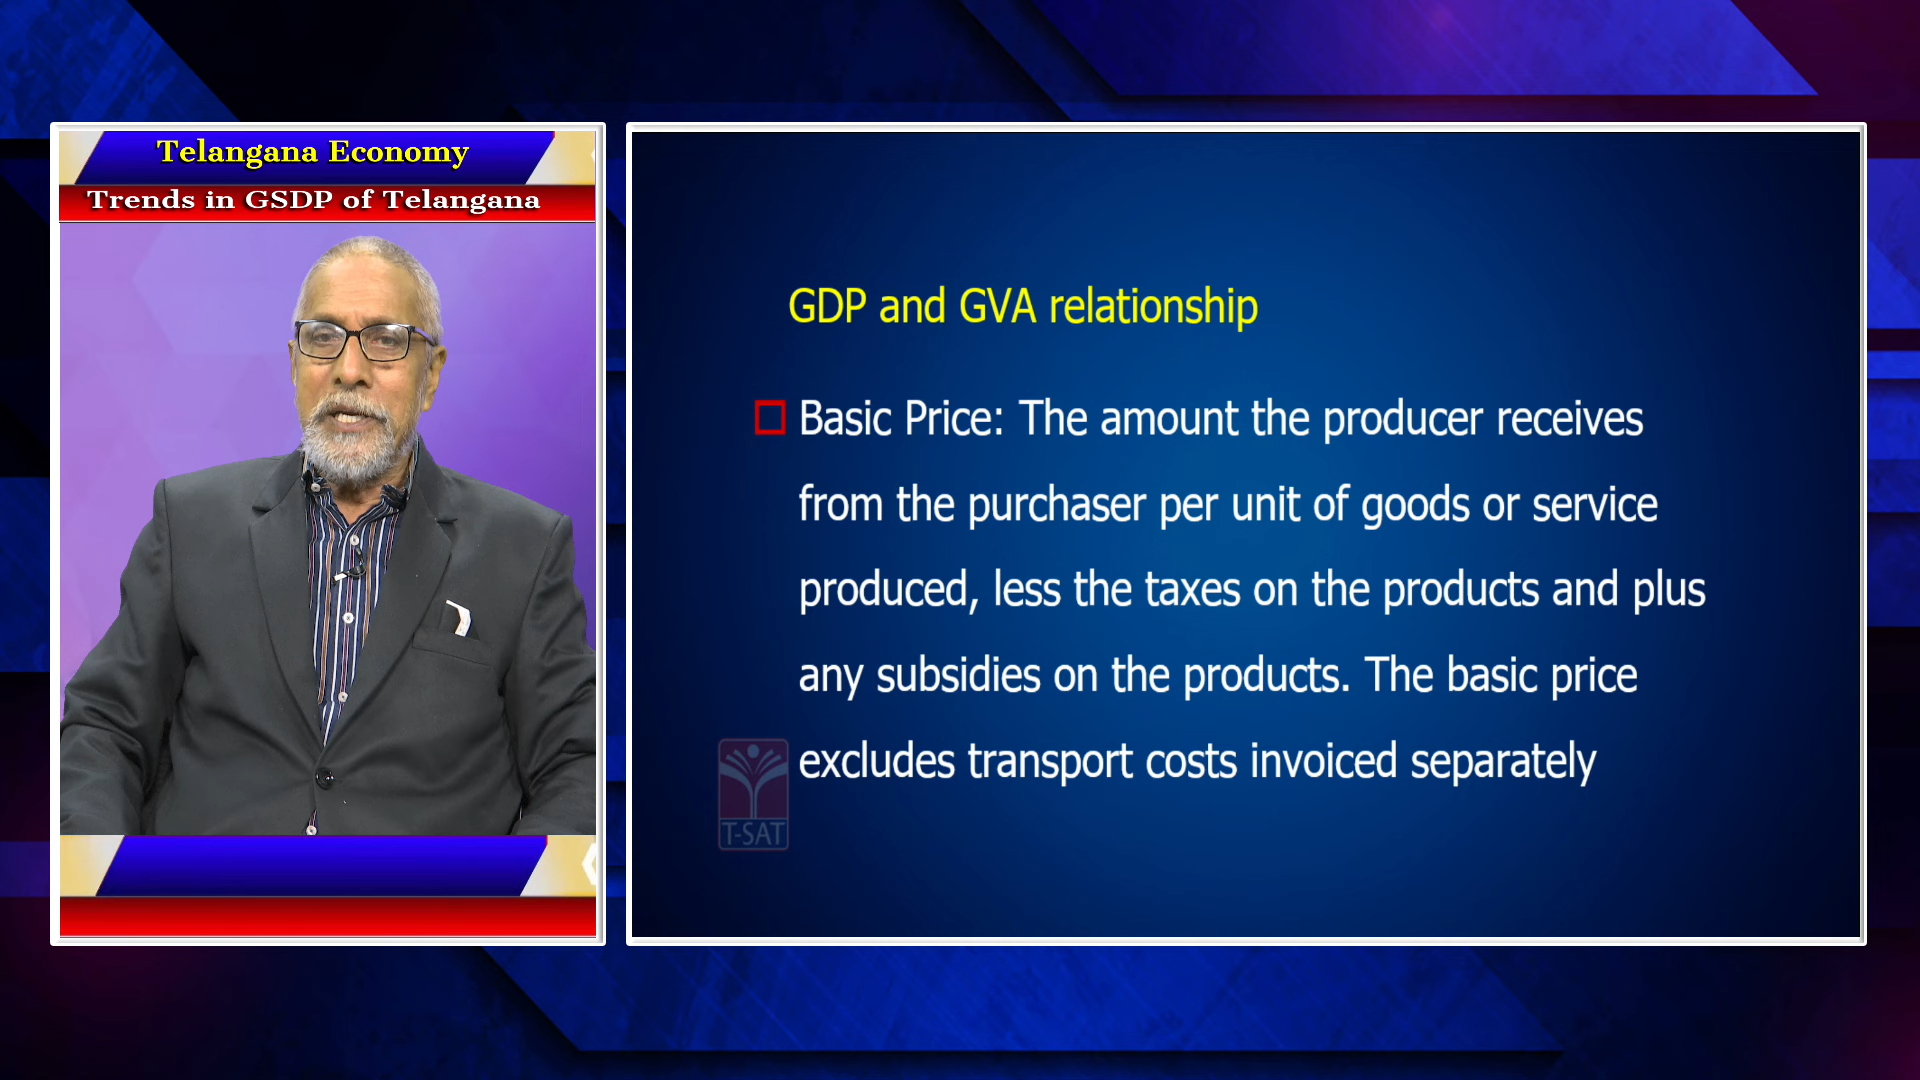 Telangana Economy
Trends in GSDP of Telangana
GDP and GVA relationship
Basic Price: The amount the producer receives
from the purchaser per unit of goods or service
produced, less the taxes on the products and plus
any subsidies on the products. The basic price
excludes transport costs invoiced separately
T-SAT